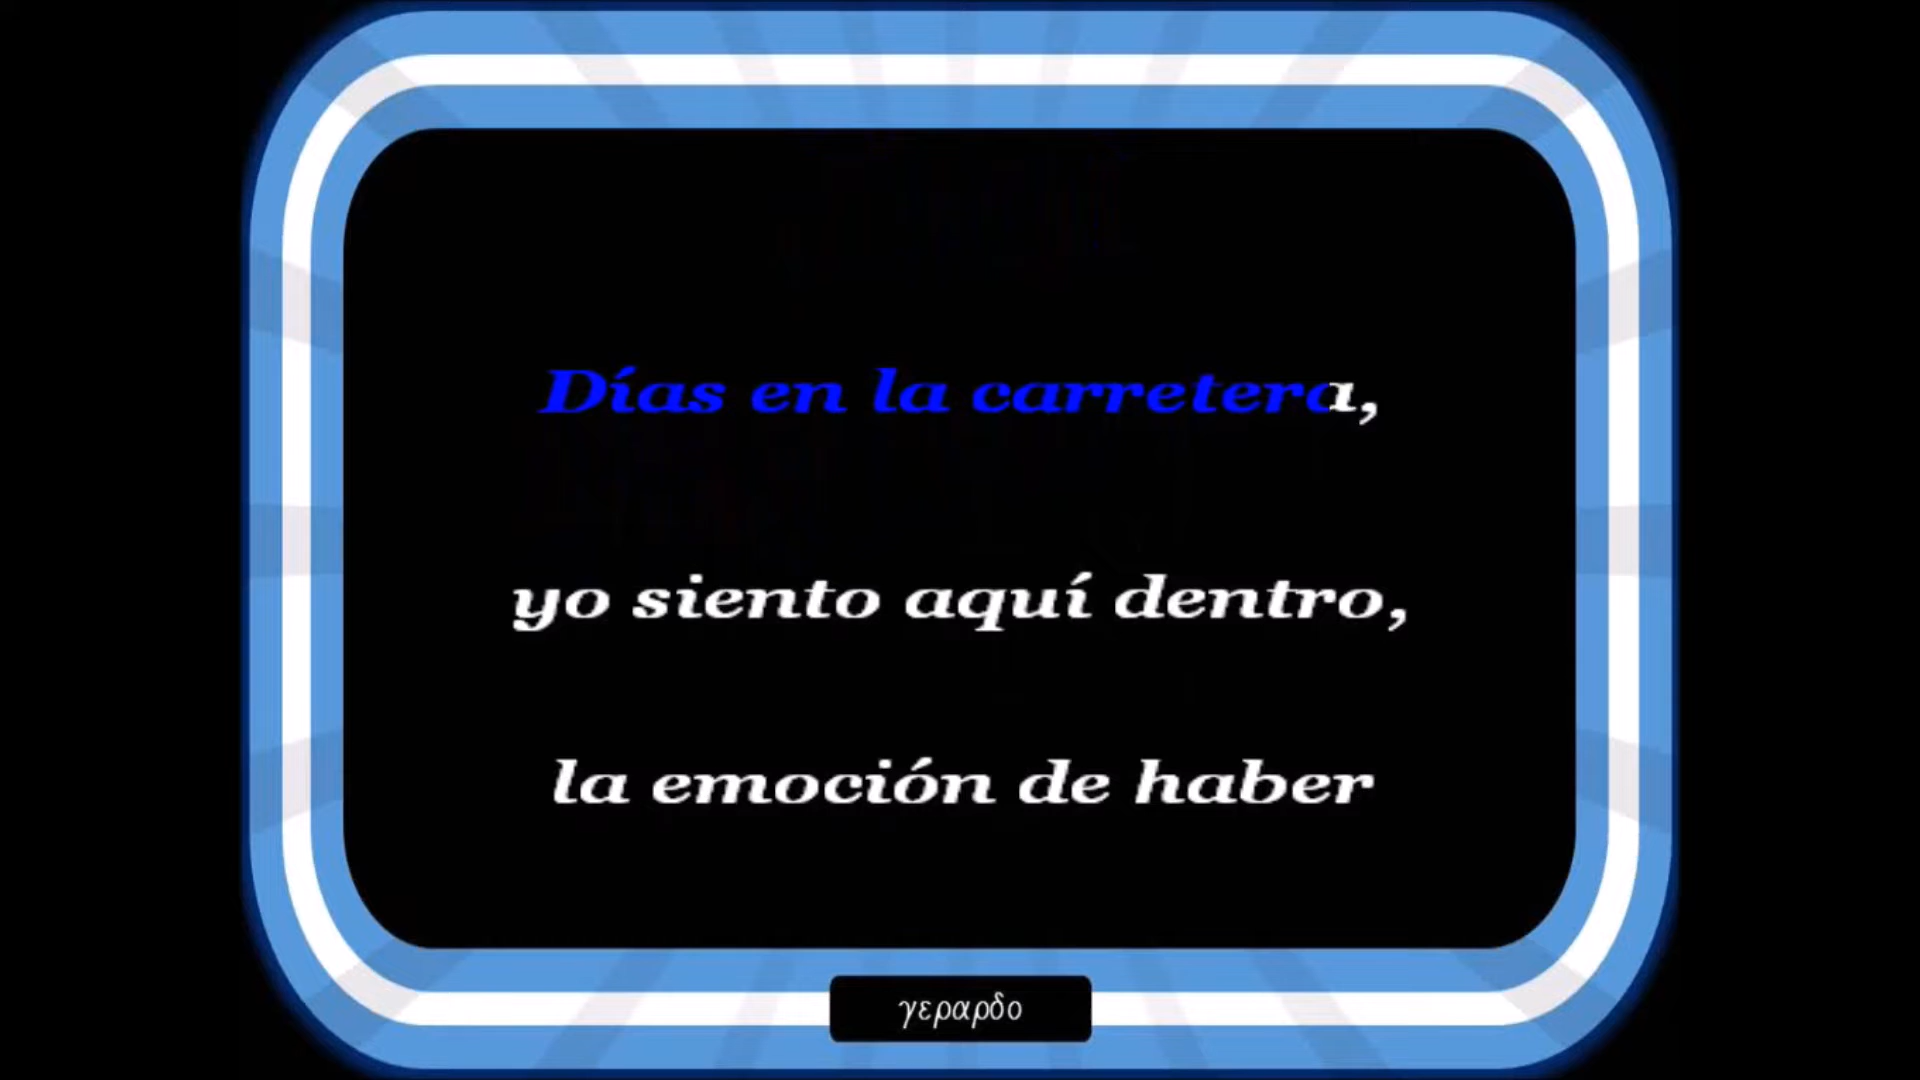 Días en la carretera,
yo siento aquí dentro,
la emoción de haber
γεραρδο